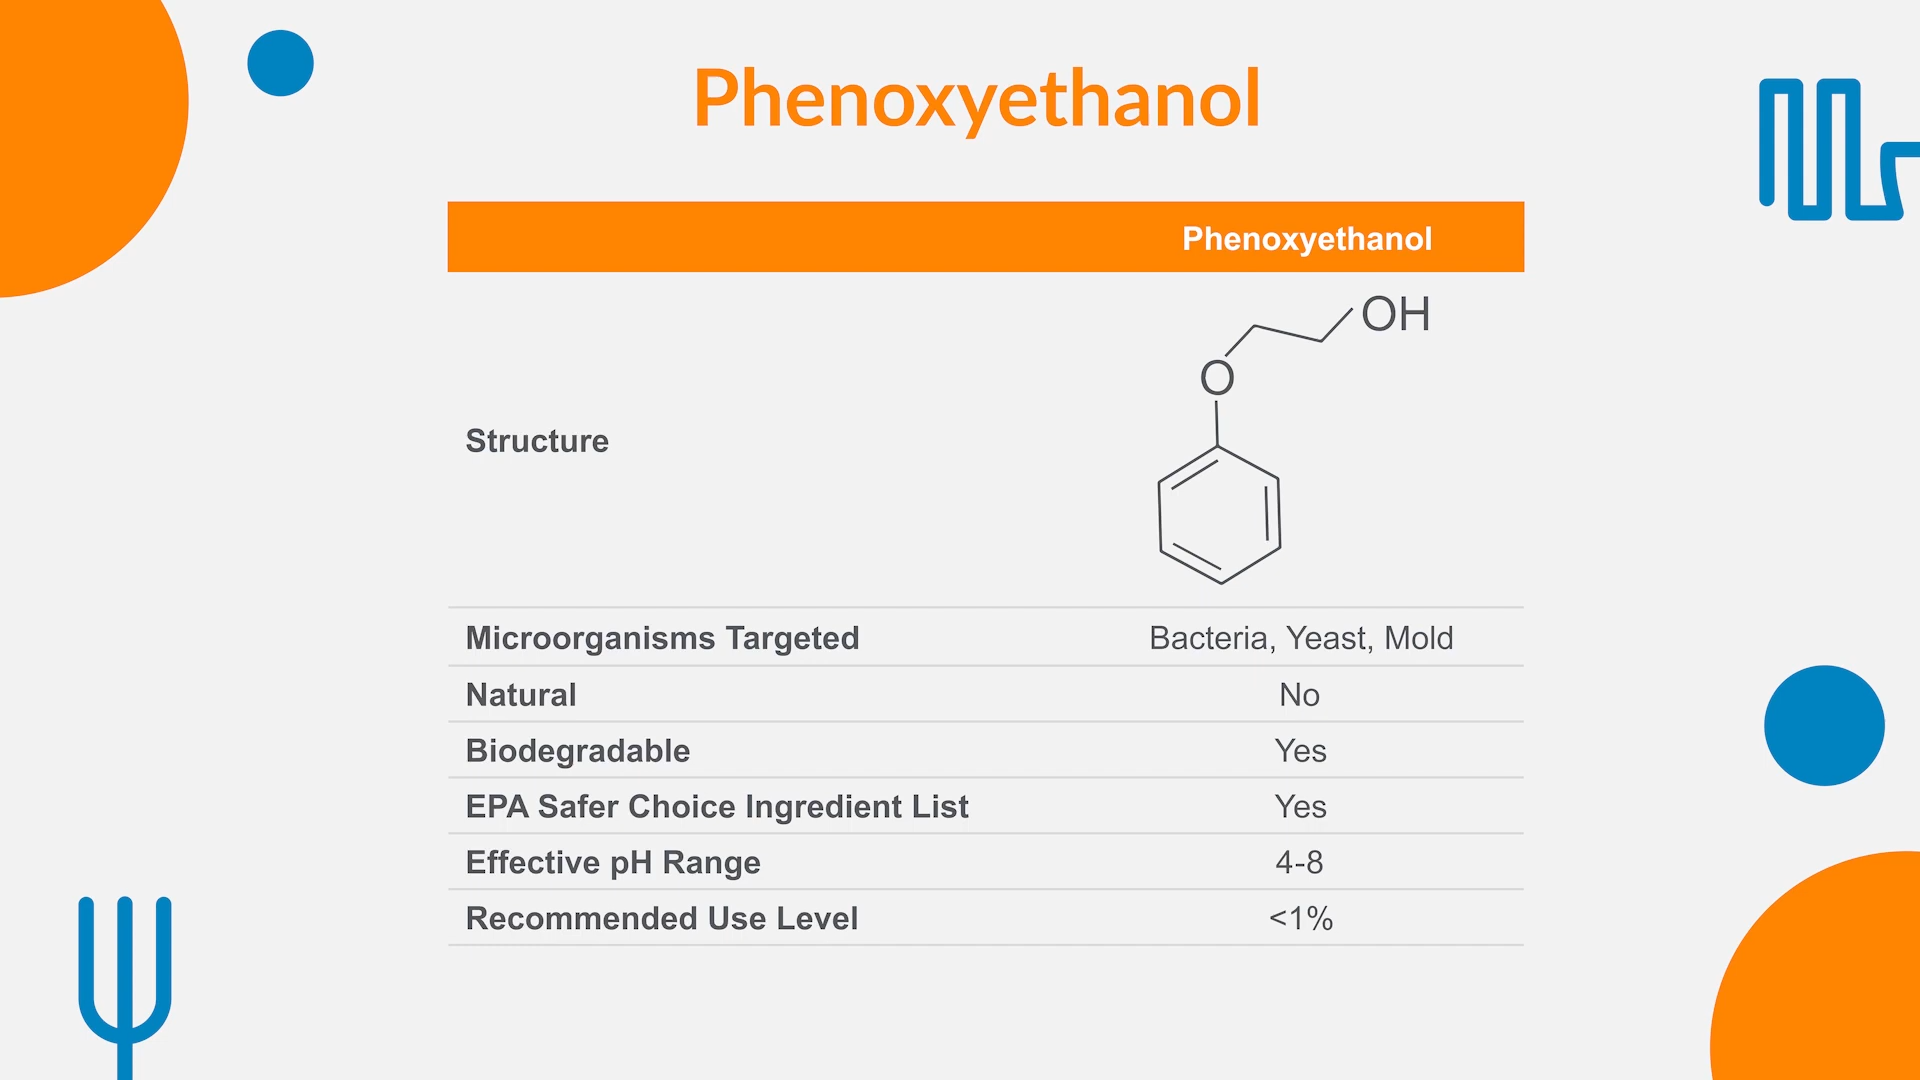 Phenoxyethanol
Phenoxyethanol
OH
O
Structure
Microorganisms Targeted Bacteria, Yeast, Mold
Natural No
Biodegradable Yes
EPA Safer Choice Ingredient List Yes
Effective pH Range 4-8
Recommended Use Level <1%